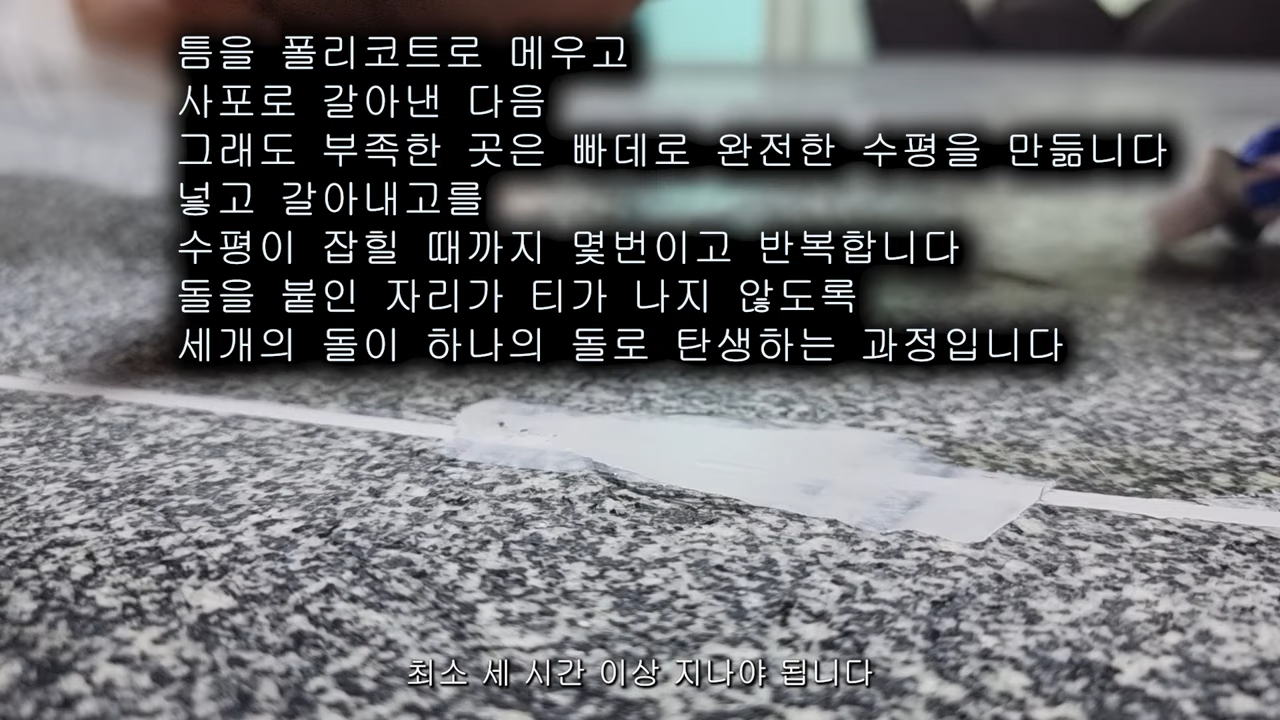 틈을 폴리코트로 메우고
사포로 갈아낸 다음
그래도 부족한 곳은 빠데로 완전한 수평을 만듦니다
넣고 갈아내고를
수평이 잡힐 때까지 몇번이고 반복합니다
돌을 붙인 자리가 티가 나지 않도록
세개의 돌이 하나의 돌로 탄생하는 과정입니다
최소 세 시간 이상 지나야 됩니다